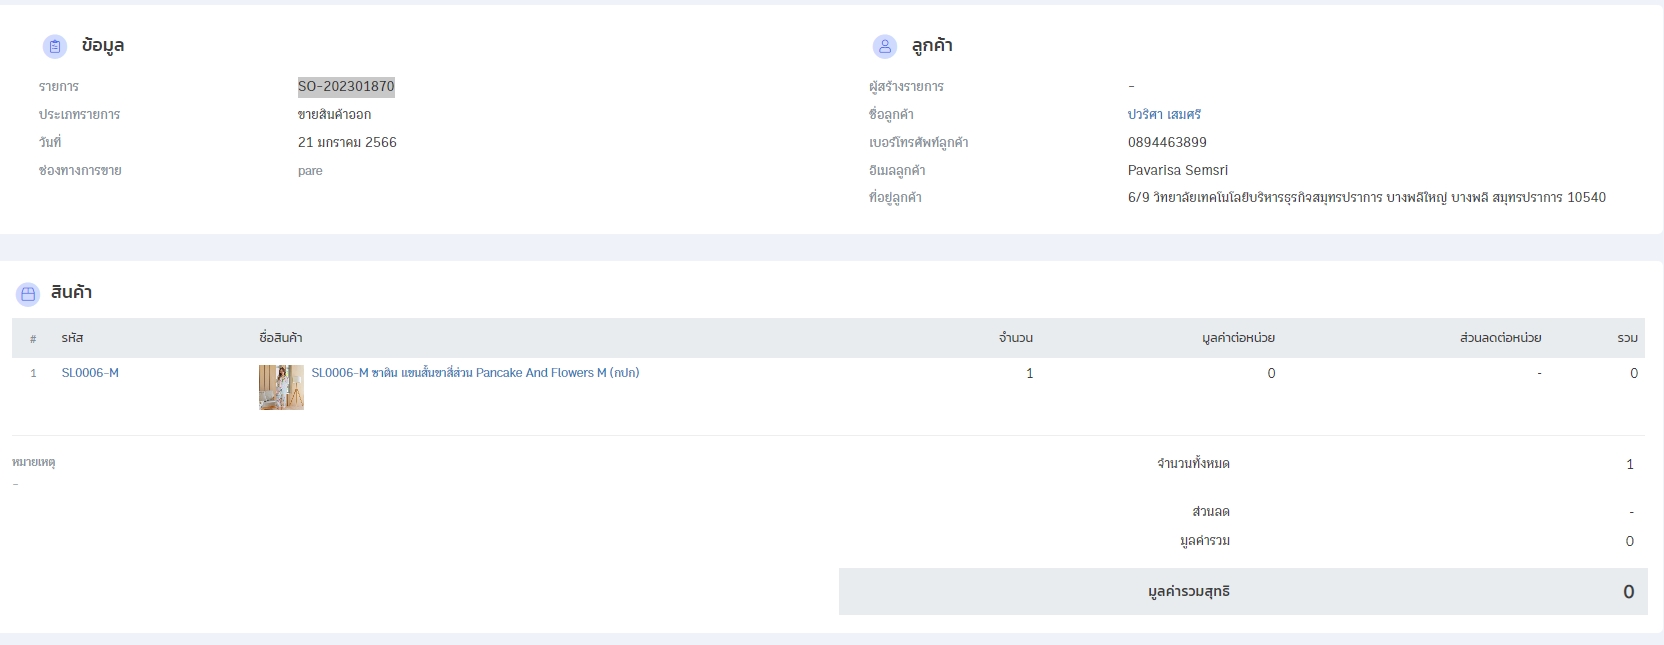 ข้อมูล
รายการ SO-202301870
ประเภทรายการ ขายสินค้าออก
วันที่ 21 มกราคม 2566
ช่องทางการขาย pare
ลูกค้า
ผู้สร้างรายการ -
ชื่อลูกค้า ปวริศา เสมศรี
เบอร์โทรศัพท์ลูกค้า 0894463899
อีเมลลูกค้า Pavarisa Semsri
ที่อยู่ลูกค้า 6/9 วิทยาลัยเทคโนโลยีบริหารธุรกิจสมุทรปราการ บางพลีใหญ่ บางพลี สมุทรปราการ 10540
สินค้า
# รหัส ชื่อสินค้า จำนวน มูลค่าต่อหน่วย ส่วนลดต่อหน่วย รวม
1 SL0006-M SL0006-M ซาติน แขนสั้นขาสี่ส่วน Pancake And Flowers M (กปก) 1 0 - 0
หมายเหตุ
-
จำนวนทั้งหมด 1
ส่วนลด -
มูลค่ารวม 0
มูลค่ารวมสุทธิ 0